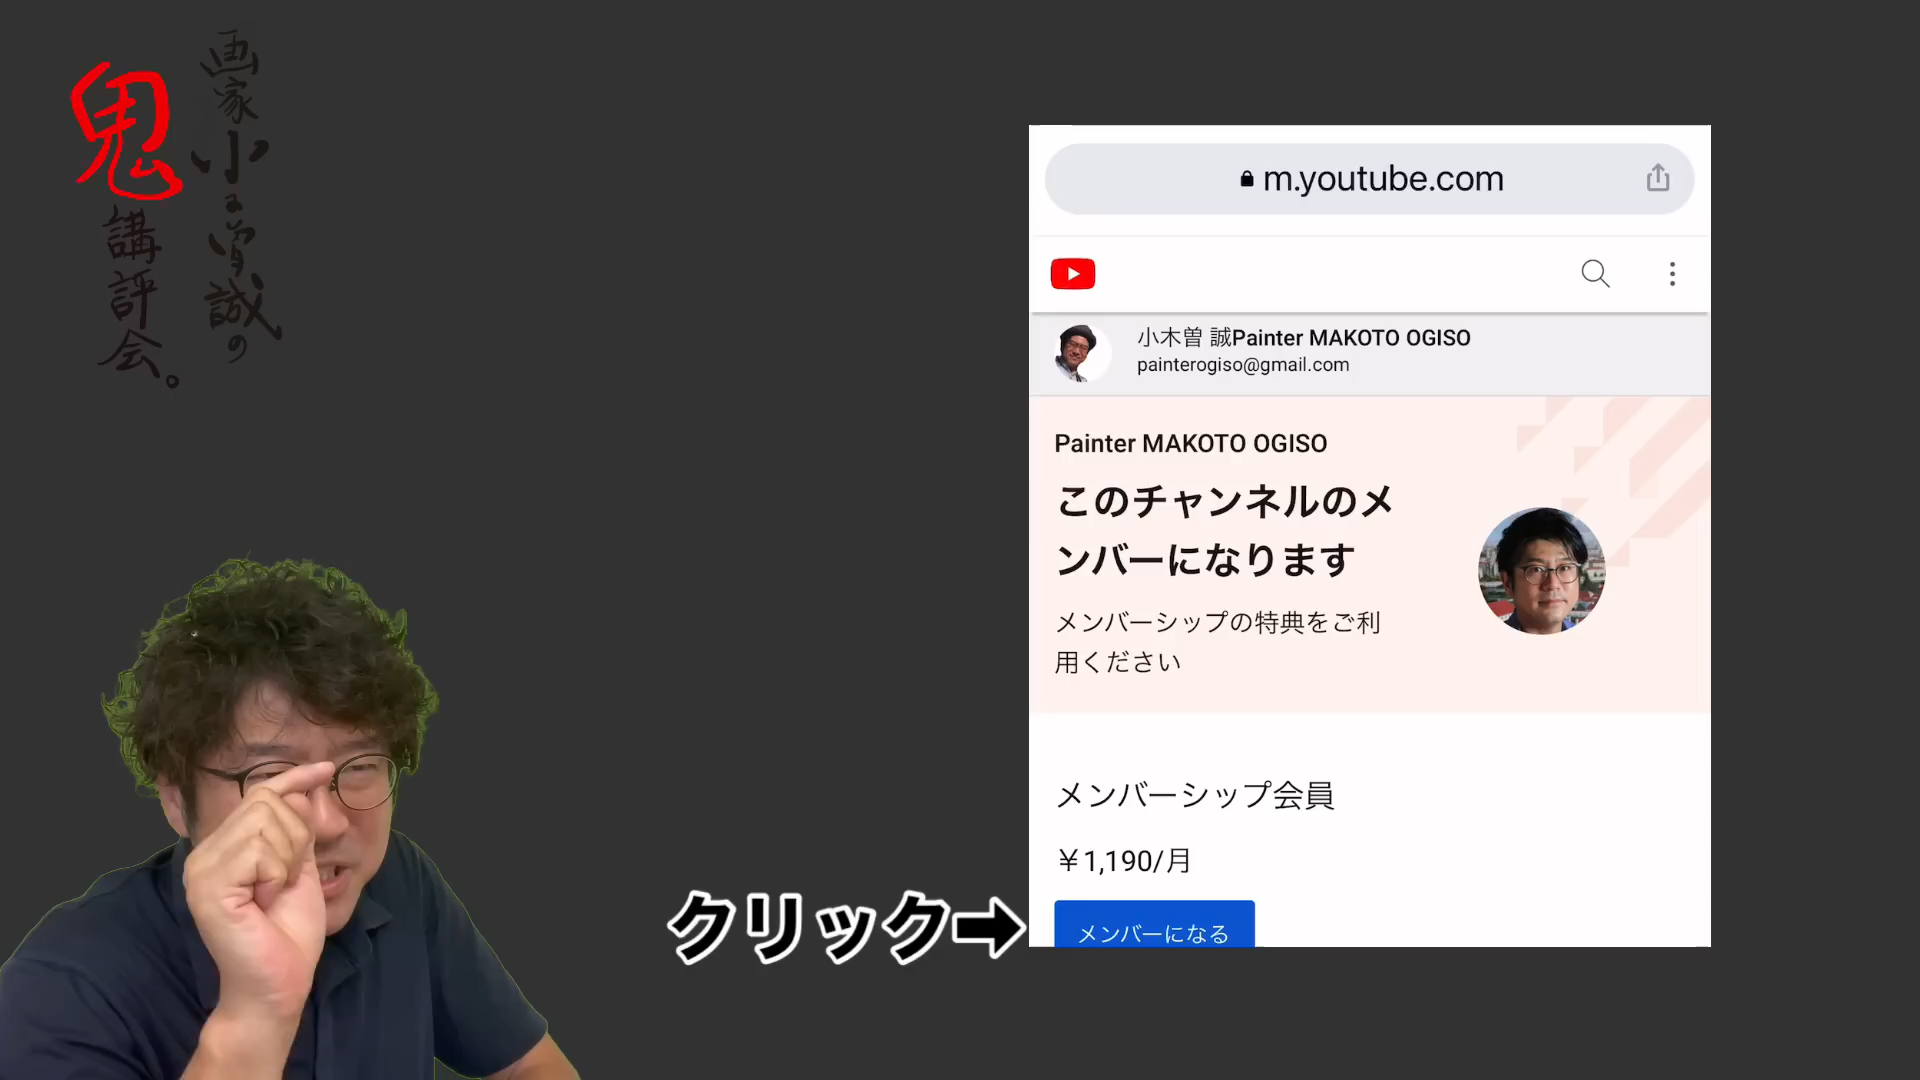 画家小木曽誠の
鬼
講評会。
m.youtube.com
小木曽 誠Painter MAKOTO OGISO
painterogiso@gmail.com
Painter MAKOTO OGISO
このチャンネルのメ
ンバーになります
メンバーシップの特典をご利
用ください
メンバーシップ会員
￥1,190/月
クリック➡
メンバーになる